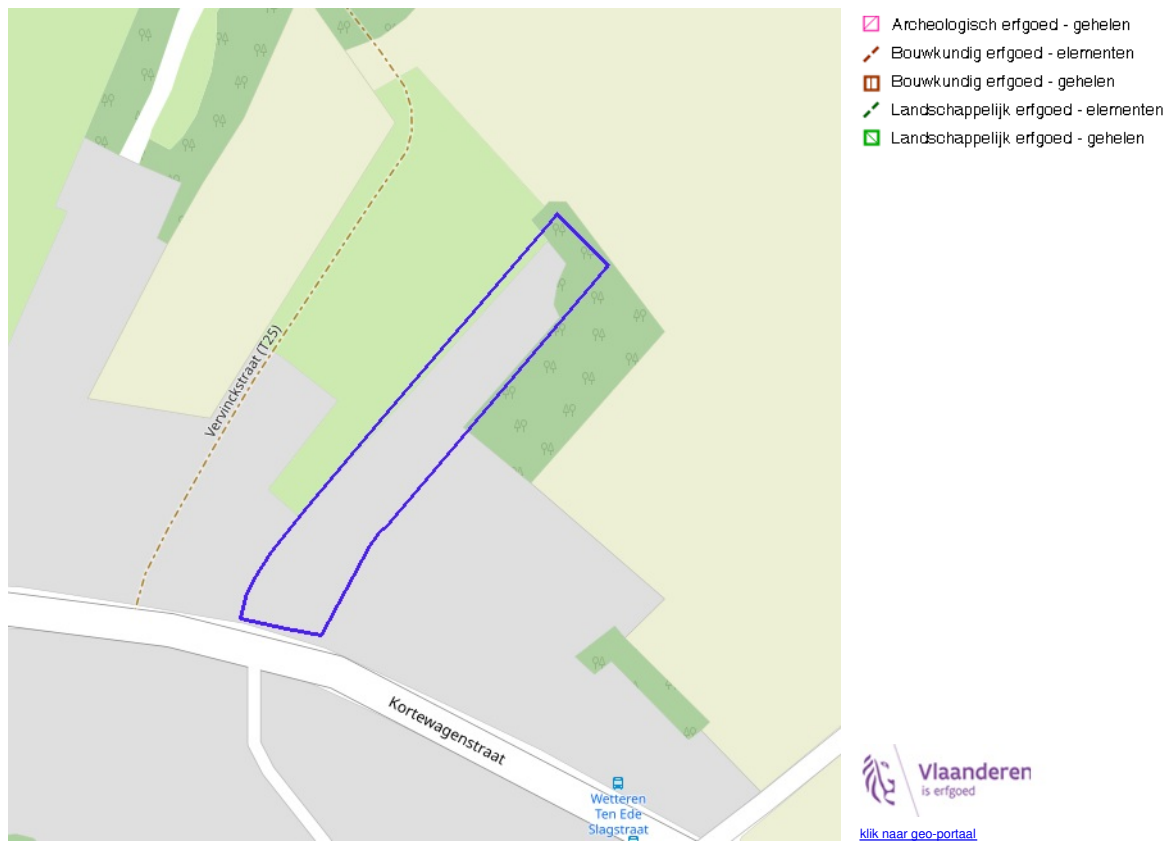 Archeologisch erfgoed - gehelen
Bouwkundig erfgoed - elementen
Bouwkundig erfgoed - gehelen
Landschappelijk erfgoed - elementen
Landschappelijk erfgoed - gehelen
Vervinckstraat (T25)
Kortewagenstraat
Wetteren
Ten Ede
Slagstraat
Vlaanderen
is erfgoed
klik naar geo-portaal